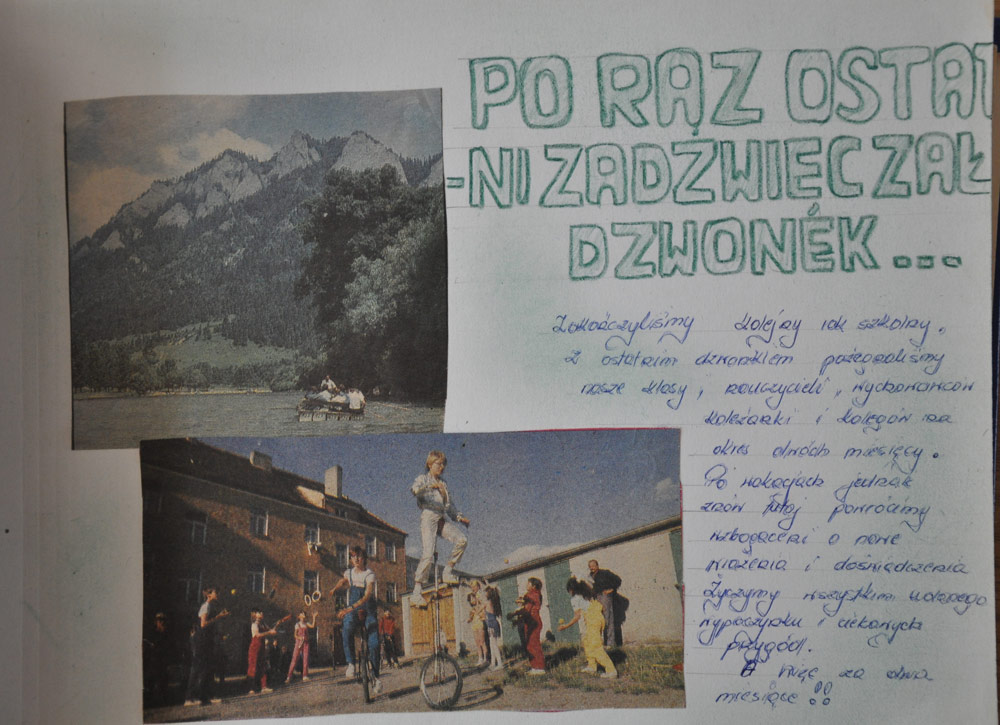 PO RAZ OSTAT
-NI ZADŹWIECZAŁ
DZWONEK...
Zakończyliśmy kolejny rok szkolny.
Z ostatnim dzwonkiem pożegnaliśmy
nasze klasy, nauczycieli, wychowawców
koleżanki i kolegów na
okres dwóch miesięcy.
Po wakacjach jednak
znów tutaj powrócimy
wzbogaceni o nowe
wrażenia i doświadczenia
Życzymy wszystkim udanego
wypoczynku i ciekawych
przygód.
Więc za dwa
miesiące!!